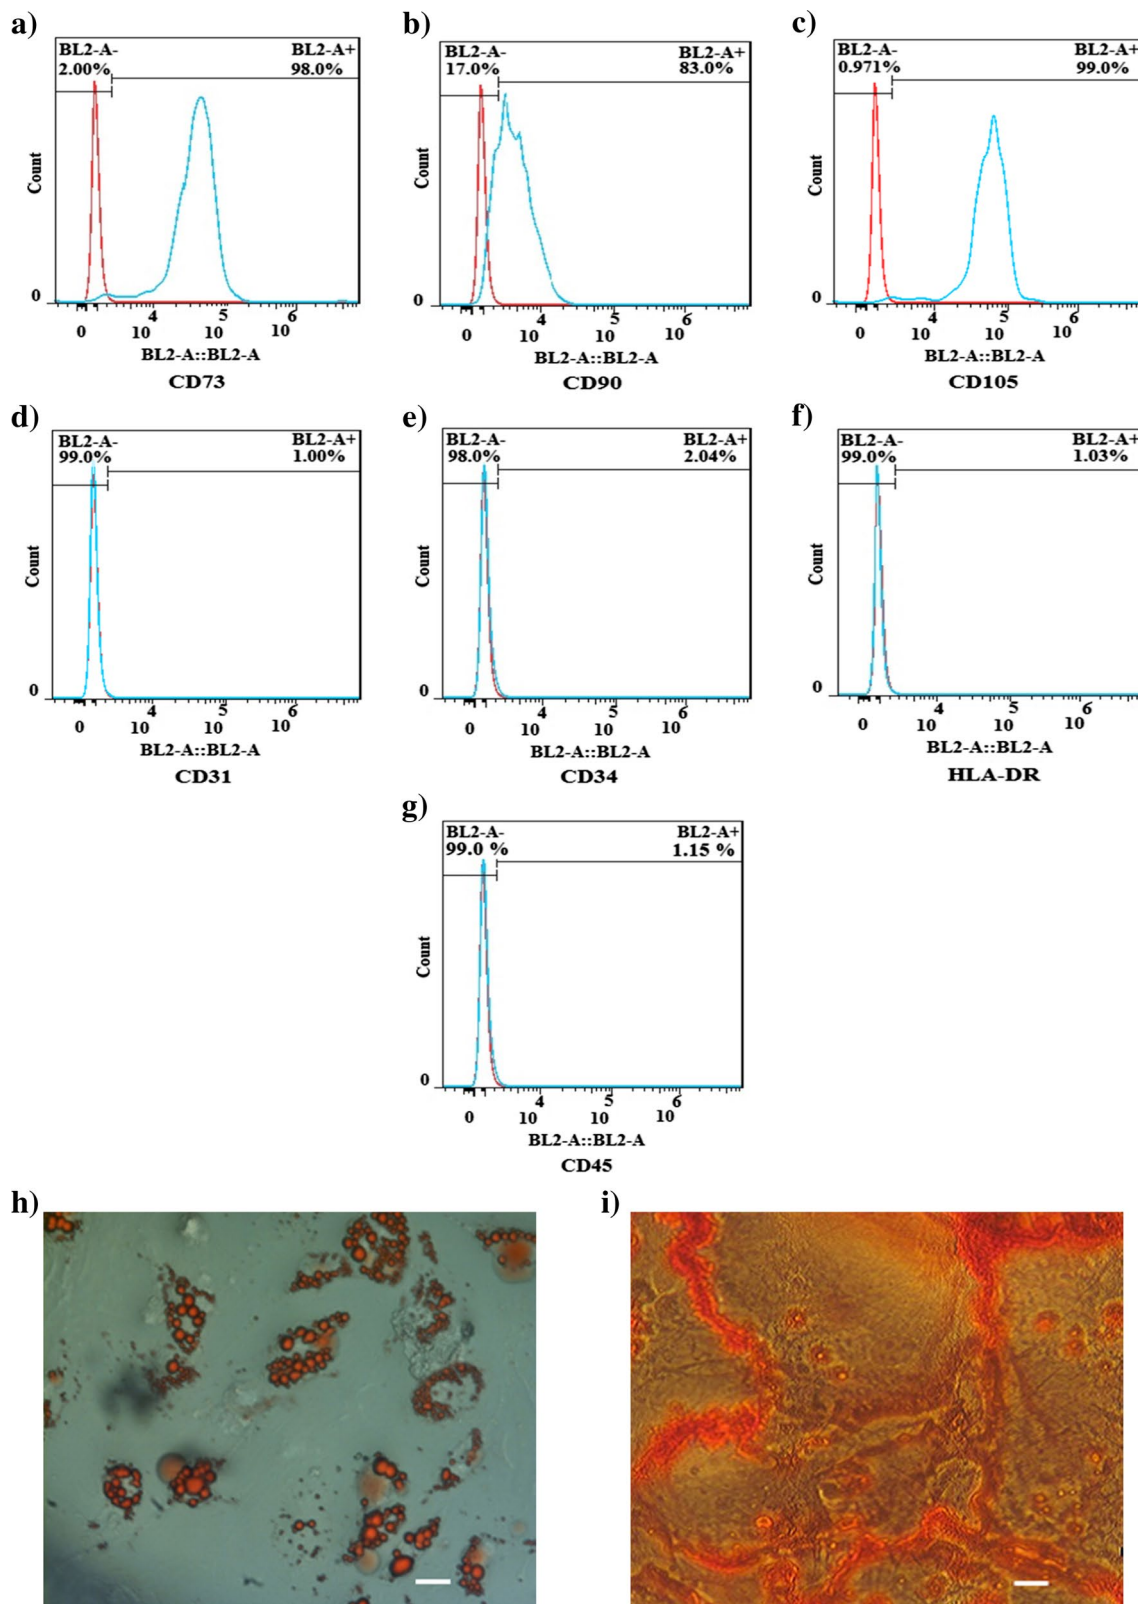 a)
BL2-A- BL2-A+
2.00% 98.0%
Count
0
0 10 4 10 5 10 6
BL2-A::BL2-A
CD73
b)
BL2-A- BL2-A+
17.0% 83.0%
Count
0
0 10 4 10 5 10 6
BL2-A::BL2-A
CD90
c)
BL2-A- BL2-A+
0.971% 99.0%
Count
0
0 10 4 10 5 10 6
BL2-A::BL2-A
CD105
d)
BL2-A- BL2-A+
99.0% 1.00%
Count
0
0 10 4 10 5 10 6
BL2-A::BL2-A
CD31
e)
BL2-A- BL2-A+
98.0% 2.04%
Count
0
0 10 4 10 5 10 6
BL2-A::BL2-A
CD34
f)
BL2-A- BL2-A+
99.0% 1.03%
Count
0
0 10 4 10 5 10 6
BL2-A::BL2-A
HLA-DR
g)
BL2-A- BL2-A+
99.0 % 1.15 %
Count
0
0 10 4 10 5 10 6
BL2-A::BL2-A
CD45
h)
i)